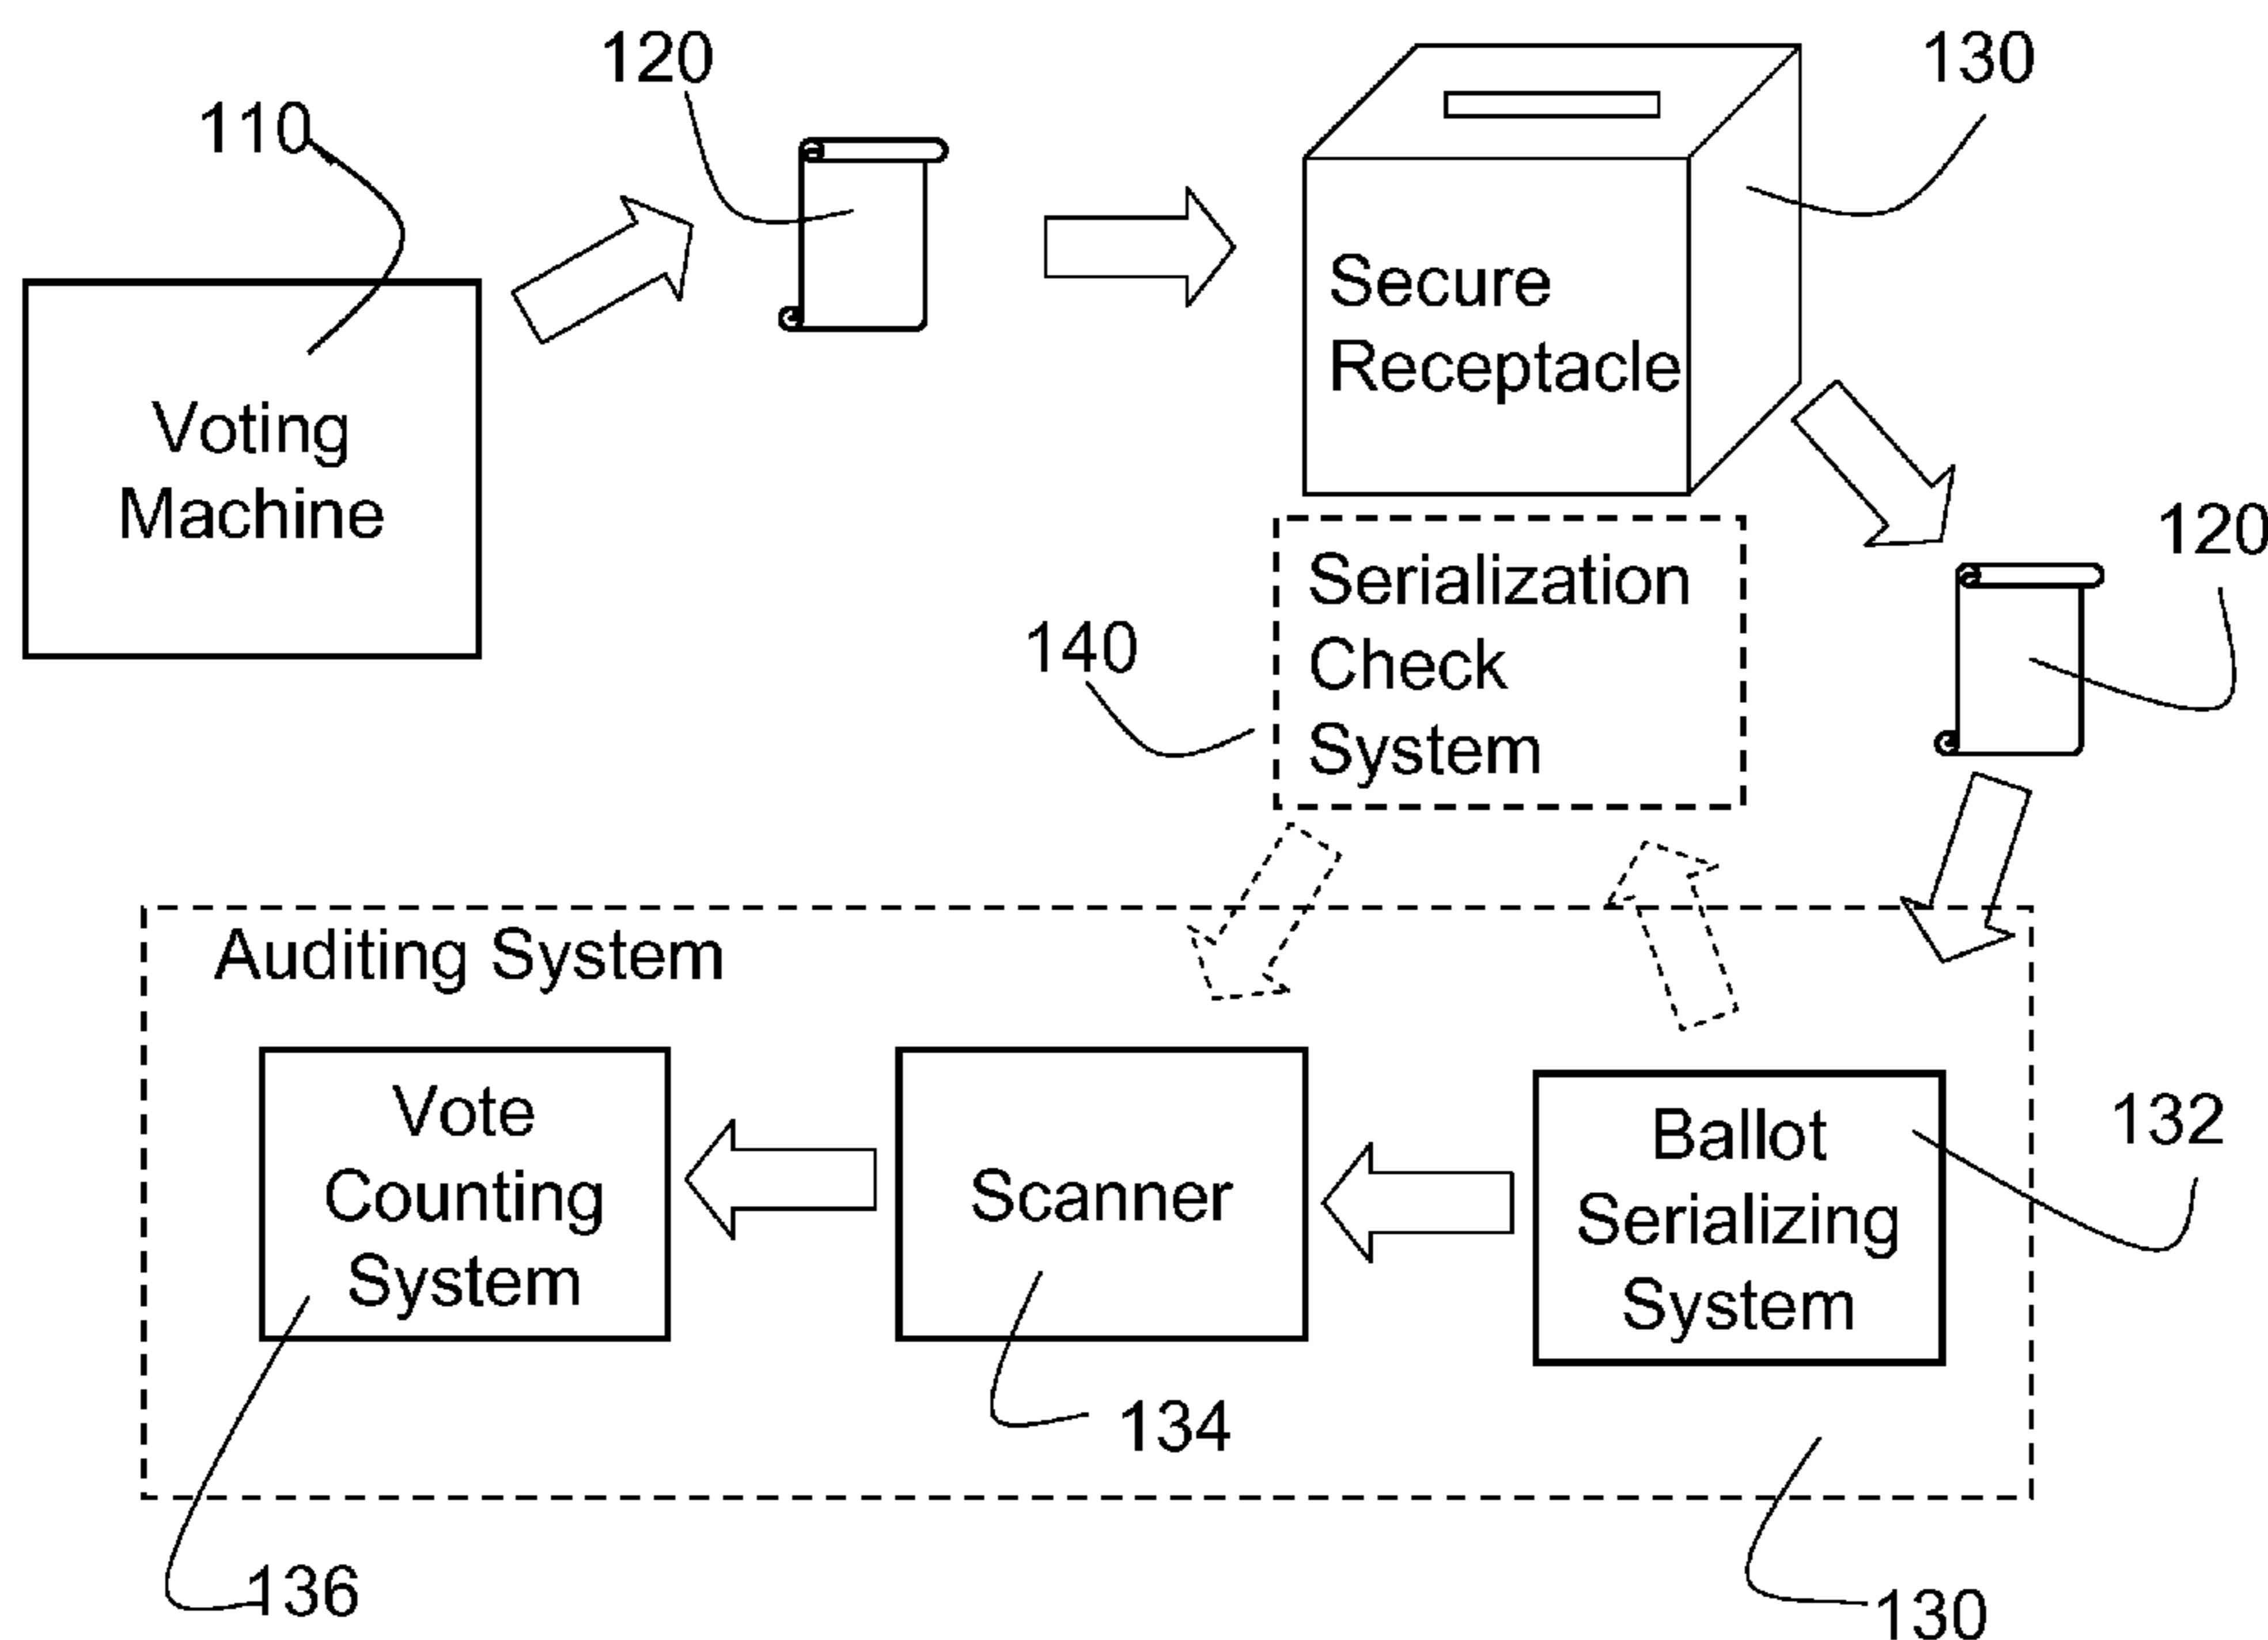 120
130
110
Voting
Machine
Secure
Receptacle
120
Serialization
Check
System
140
Auditing System
Vote
Counting
System
Scanner
Ballot
Serializing
System
132
134
136
130